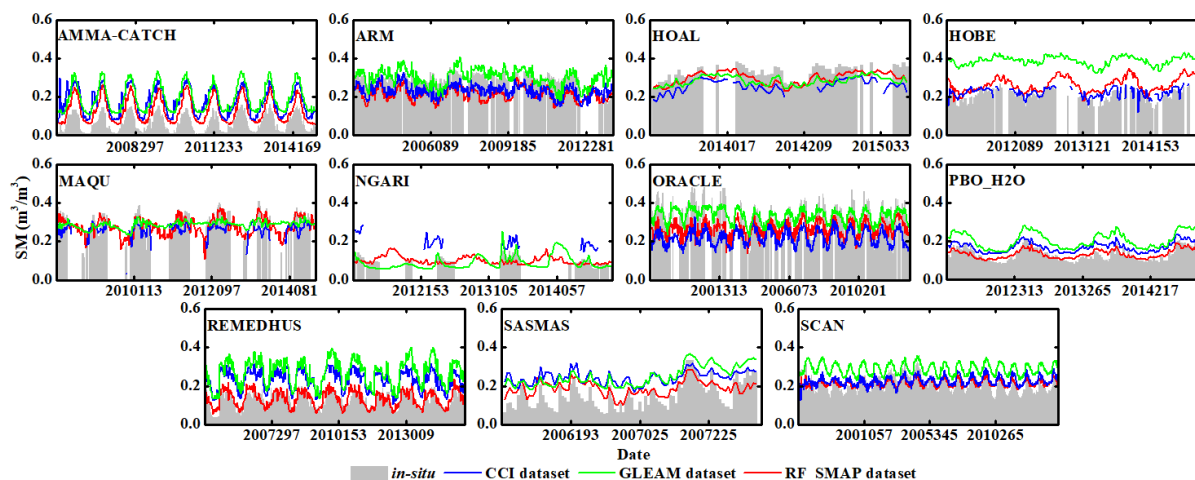 0.6
AMMA-CATCH
ARM
HOAL
HOBE
0.4
0.2
0.0
2008297 2011233 2014169
2006089 2009185 2012281
2014017 2014209 2015033
2012089 2013121 2014153
SM (m³/m³)
0.6
MAQU
NGARI
ORACLE
PBO_H2O
0.4
0.2
0.0
2010113 2012097 2014081
2012153 2013105 2014057
2001313 2006073 2010201
2012313 2013265 2014217
0.6
REMEDHUS
0.4
0.2
0.0
2007297 2010153 2013009
0.6
SASMAS
0.4
0.2
0.0
2006193 2007025 2007225
0.6
SCAN
0.4
0.2
0.0
2001057 2005345 2010265
Date
in-situ CCI dataset GLEAM dataset RF_SMAP dataset